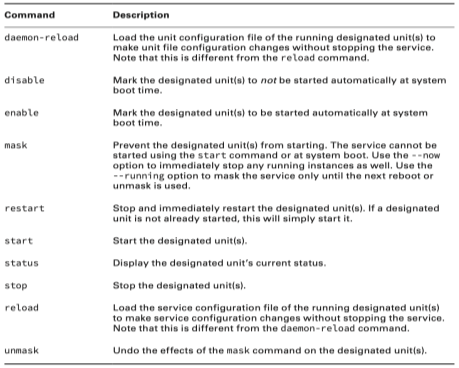 Command Description
daemon-reload Load the unit configuration file of the running designated unit(s) to
make unit file configuration changes without stopping the service.
Note that this is different from the reload command.
disable Mark the designated unit(s) to not be started automatically at system
boot time.
enable Mark the designated unit(s) to be started automatically at system
boot time.
mask Prevent the designated unit(s) from starting. The service cannot be
started using the start command or at system boot. Use the --now
option to immediately stop any running instances as well. Use the
--running option to mask the service only until the next reboot or
unmask is used.
restart Stop and immediately restart the designated unit(s). If a designated
unit is not already started, this will simply start it.
start Start the designated unit(s).
status Display the designated unit's current status.
stop Stop the designated unit(s).
reload Load the service configuration file of the running designated unit(s)
to make service configuration changes without stopping the service.
Note that this is different from the daemon-reload command.
unmask Undo the effects of the mask command on the designated unit(s).